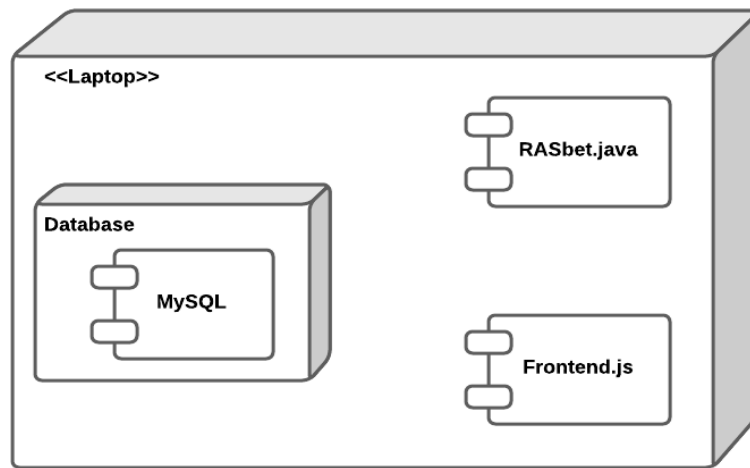 <<Laptop>>
RASbet.java
Database
MySQL
Frontend.js